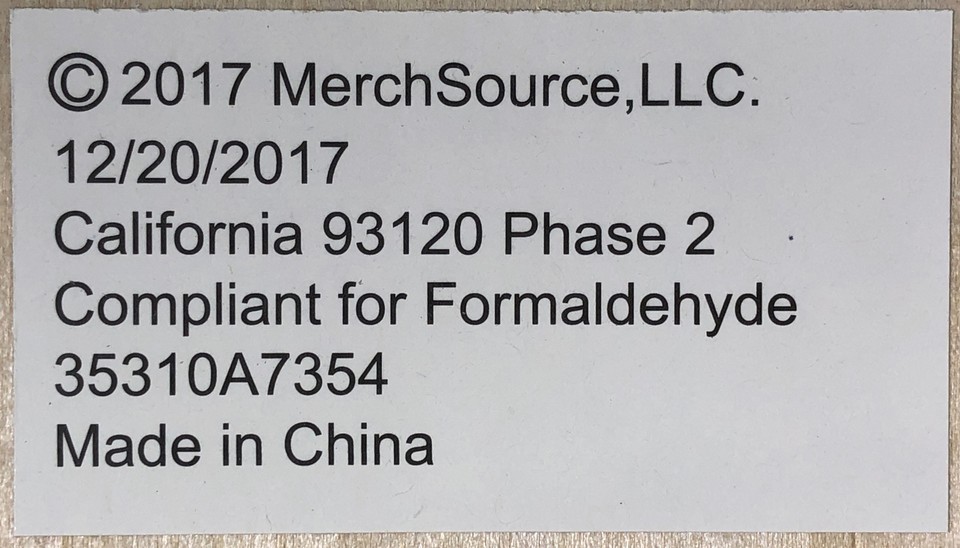 © 2017 MerchSource,LLC.
12/20/2017
California 93120 Phase 2
Compliant for Formaldehyde
35310A7354
Made in China